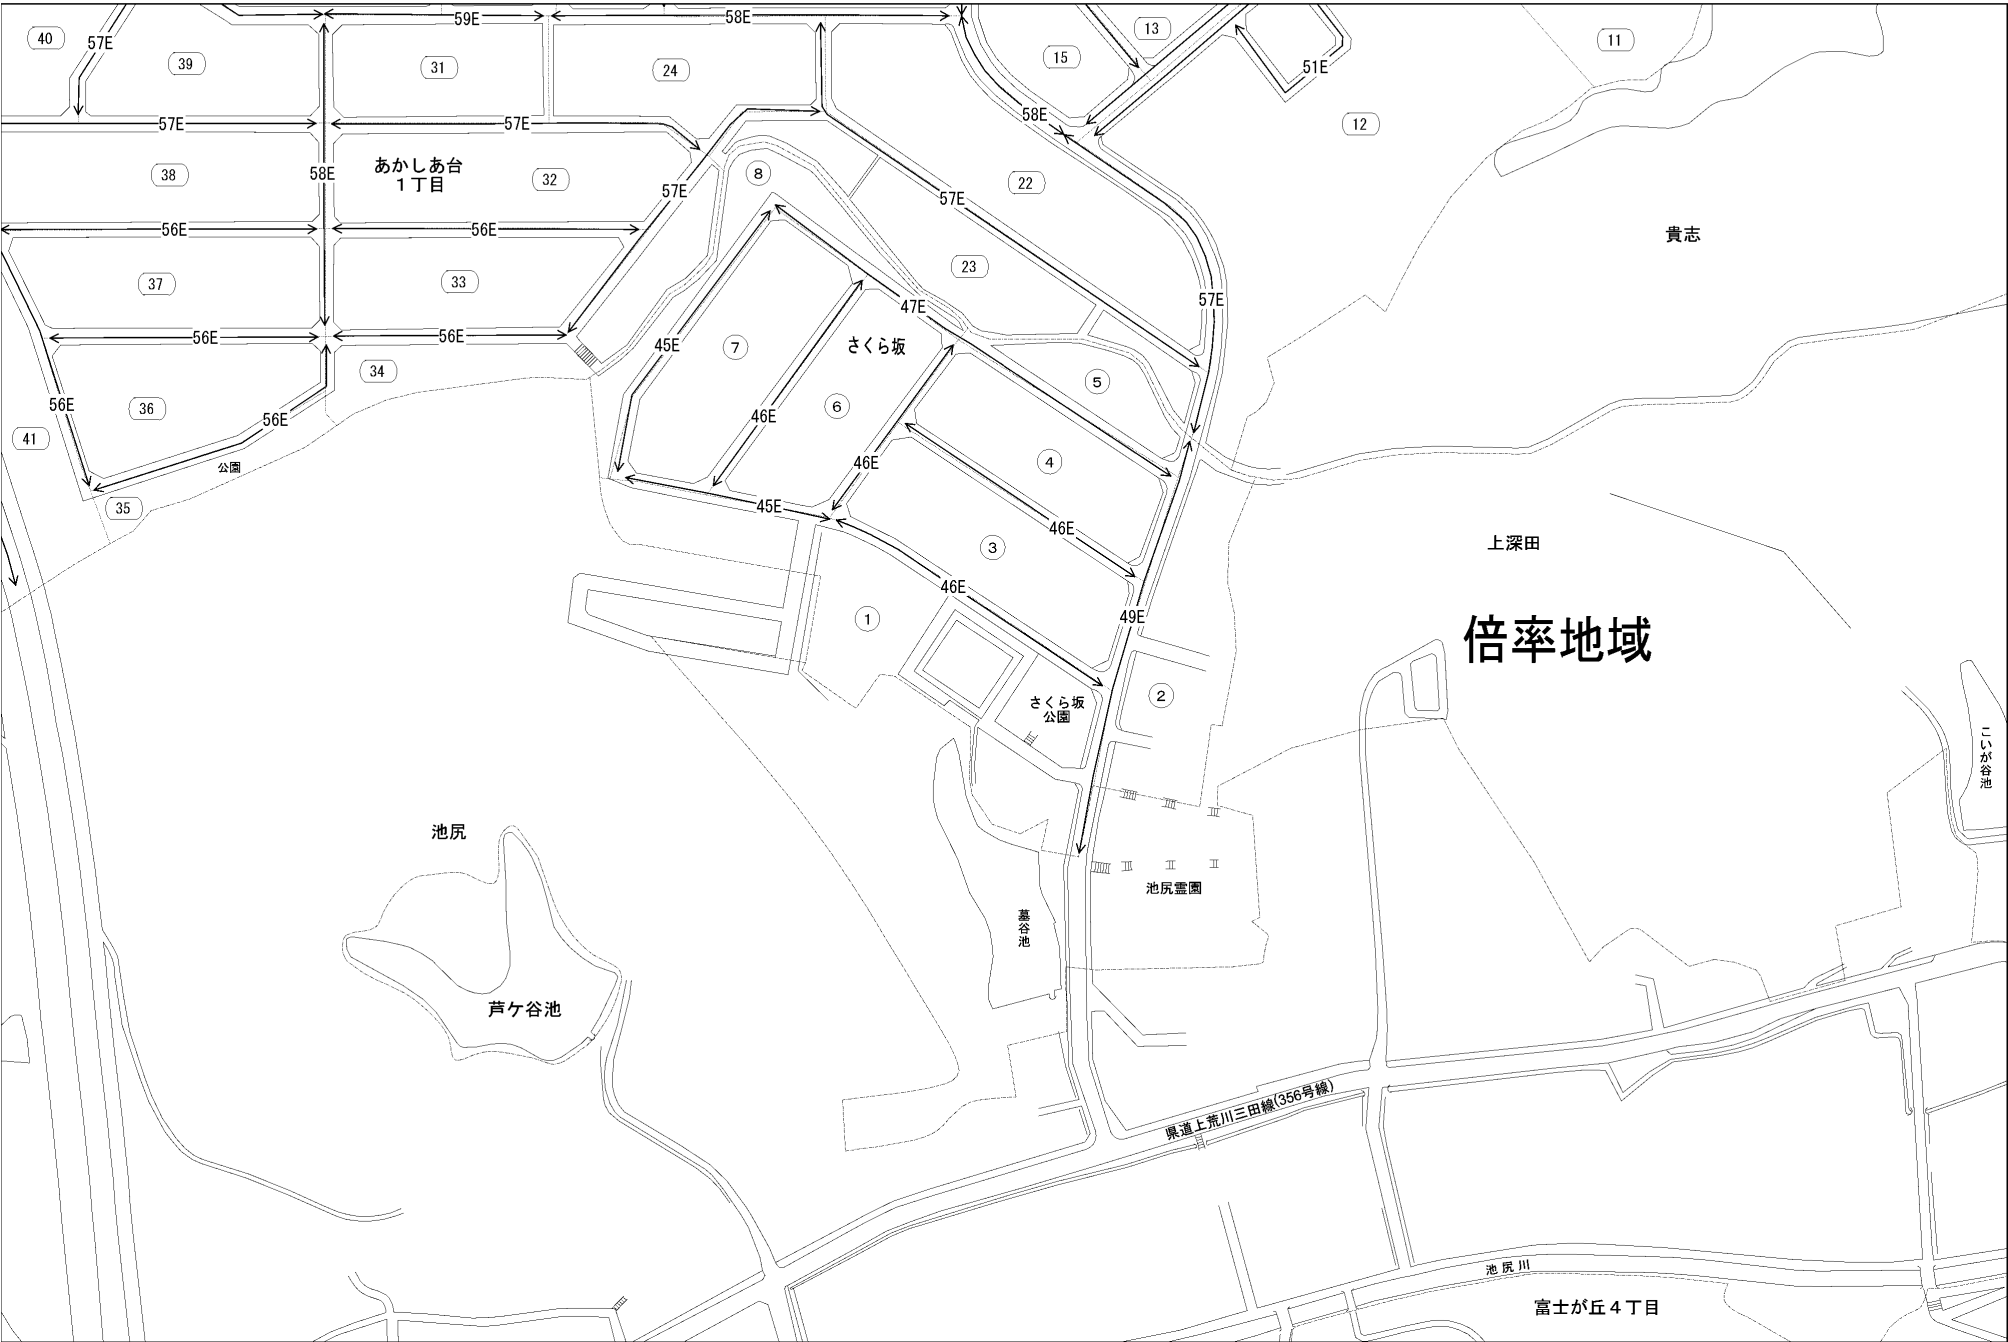 59E
58E
40
57E
39
31
24
15
13
11
51E
57E
57E
58E
12
あかしあ台
１丁目
38
58E
32
57E
⑧
57E
22
貴志
56E
56E
37
33
23
57E
47E
56E
56E
45E
⑦
さくら坂
34
⑤
36
56E
56E
46E
⑥
41
公園
46E
④
35
45E
46E
③
上深田
46E
①
49E
倍率地域
②
さくら坂
公園
こいが谷池
池尻
池尻霊園
墓谷池
芦ケ谷池
県道上荒川三田線(356号線)
池尻川
富士が丘４丁目